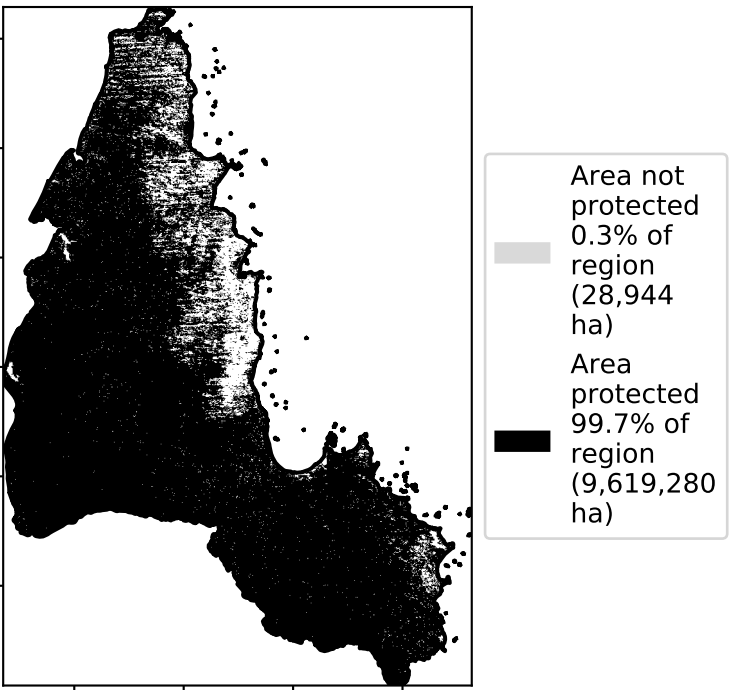 Area not
protected
0.3% of
region
(28,944
ha)
Area
protected
99.7% of
region
(9,619,280
ha)